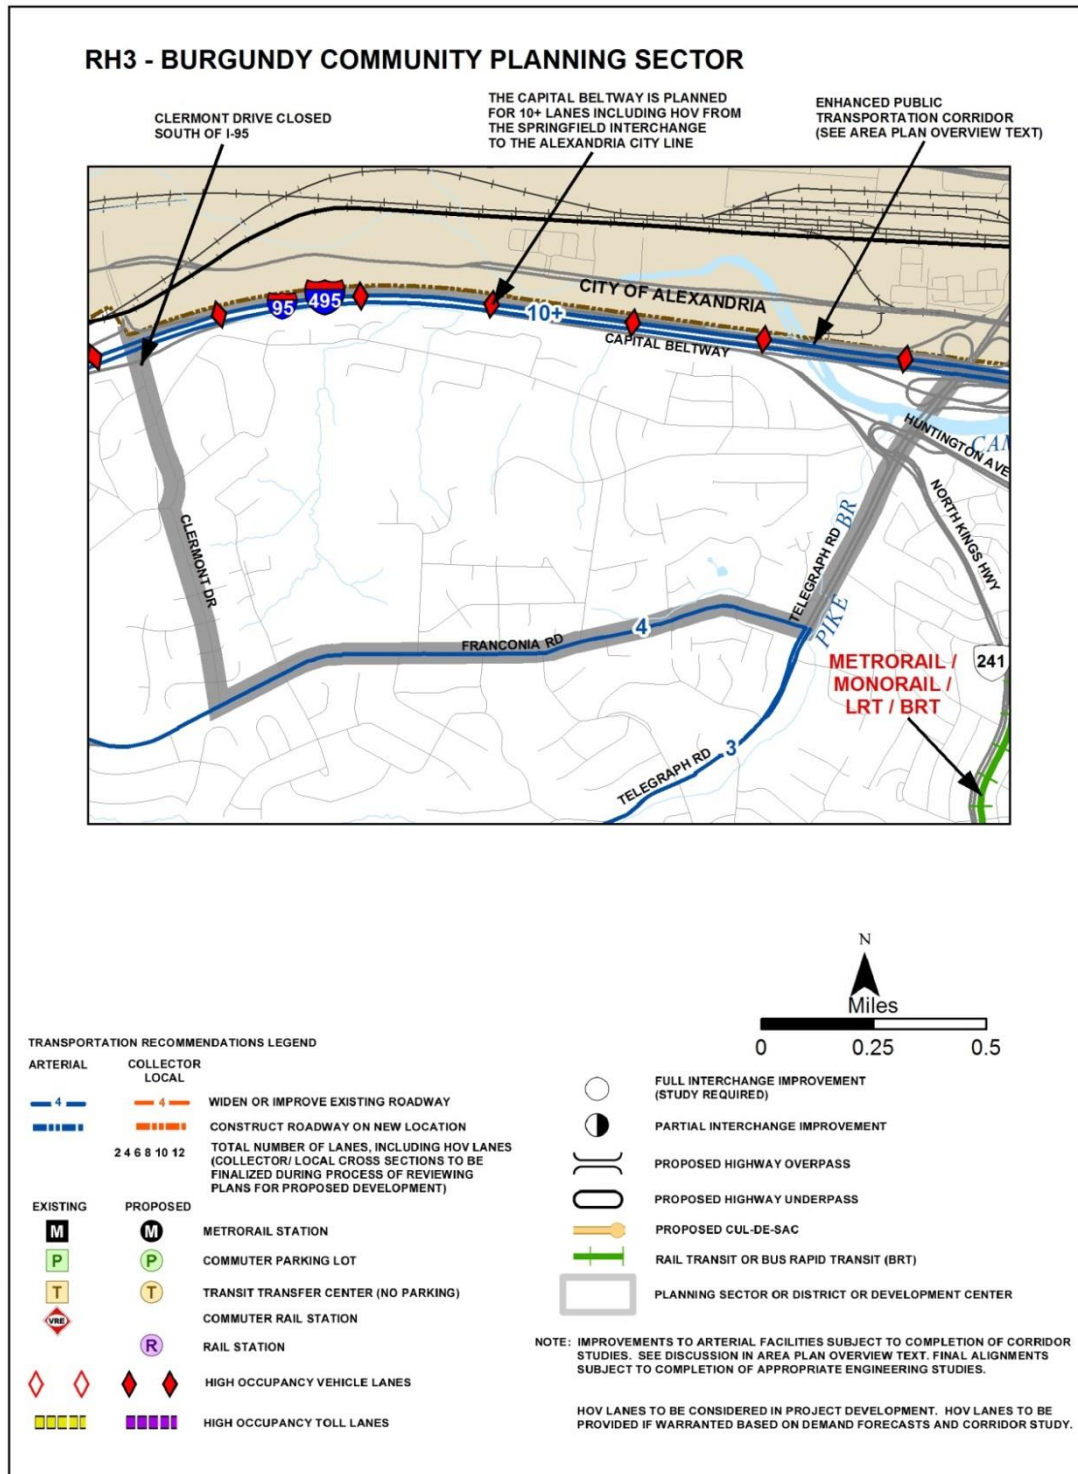 RH3 - BURGUNDY COMMUNITY PLANNING SECTOR
CLERMONT DRIVE CLOSED
SOUTH OF I-95
THE CAPITAL BELTWAY IS PLANNED
FOR 10+ LANES INCLUDING HOV FROM
THE SPRINGFIELD INTERCHANGE
TO THE ALEXANDRIA CITY LINE
ENHANCED PUBLIC
TRANSPORTATION CORRIDOR
(SEE AREA PLAN OVERVIEW TEXT)
CITY OF ALEXANDRIA
95
495
10+
CAPITAL BELTWAY
HUNTINGTON AVE
CAM
NORTH KINGS HWY
CLERMONT DR
TELEGRAPH RD
PIKE BR
FRANCONIA RD
4
241
METRORAIL /
MONORAIL /
LRT / BRT
TELEGRAPH RD
3
N
Miles
0 0.25 0.5
TRANSPORTATION RECOMMENDATIONS LEGEND
ARTERIAL
COLLECTOR
LOCAL
4 4 WIDEN OR IMPROVE EXISTING ROADWAY
CONSTRUCT ROADWAY ON NEW LOCATION
2 4 6 8 10 12 TOTAL NUMBER OF LANES, INCLUDING HOV LANES
(COLLECTOR/ LOCAL CROSS SECTIONS TO BE
FINALIZED DURING PROCESS OF REVIEWING
PLANS FOR PROPOSED DEVELOPMENT)
EXISTING PROPOSED
M M METRORAIL STATION
P P COMMUTER PARKING LOT
T T TRANSIT TRANSFER CENTER (NO PARKING)
VRE COMMUTER RAIL STATION
R RAIL STATION
HIGH OCCUPANCY VEHICLE LANES
HIGH OCCUPANCY TOLL LANES
FULL INTERCHANGE IMPROVEMENT
(STUDY REQUIRED)
PARTIAL INTERCHANGE IMPROVEMENT
PROPOSED HIGHWAY OVERPASS
PROPOSED HIGHWAY UNDERPASS
PROPOSED CUL-DE-SAC
RAIL TRANSIT OR BUS RAPID TRANSIT (BRT)
PLANNING SECTOR OR DISTRICT OR DEVELOPMENT CENTER
NOTE: IMPROVEMENTS TO ARTERIAL FACILITIES SUBJECT TO COMPLETION OF CORRIDOR
STUDIES. SEE DISCUSSION IN AREA PLAN OVERVIEW TEXT. FINAL ALIGNMENTS
SUBJECT TO COMPLETION OF APPROPRIATE ENGINEERING STUDIES.
HOV LANES TO BE CONSIDERED IN PROJECT DEVELOPMENT. HOV LANES TO BE
PROVIDED IF WARRANTED BASED ON DEMAND FORECASTS AND CORRIDOR STUDY.